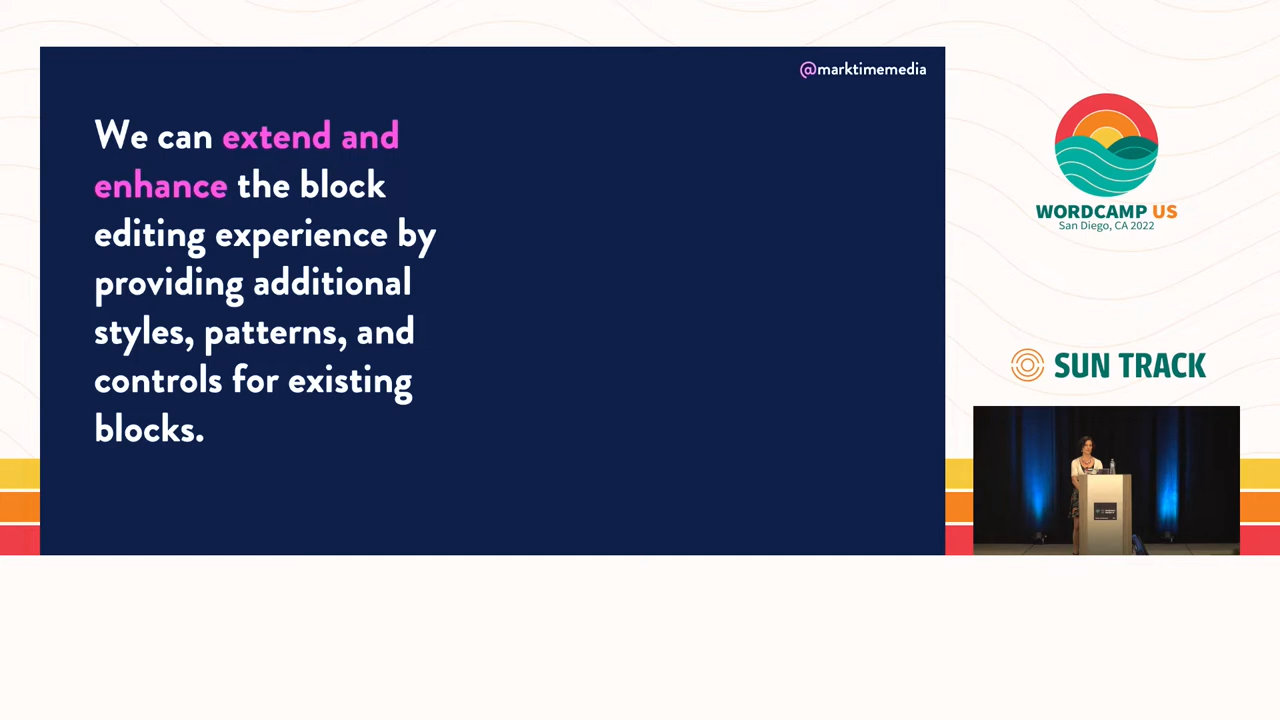 @marktimemedia
We can extend and
enhance the block
editing experience by
providing additional
styles, patterns, and
controls for existing
blocks.
WORDCAMP US
San Diego, CA 2022
SUN TRACK